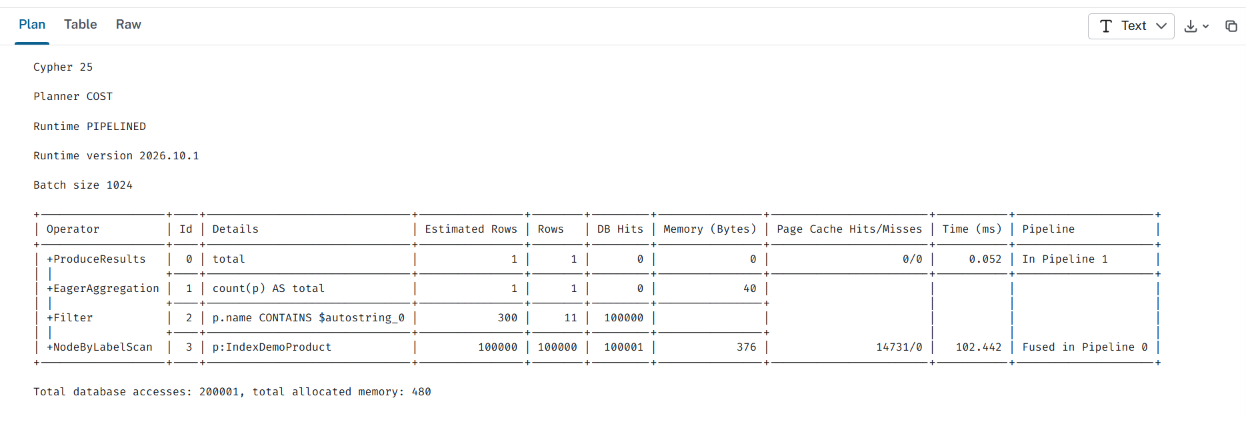 Plan Table Raw Text
Cypher 25
Planner COST
Runtime PIPELINED
Runtime version 2026.10.1
Batch size 1024
| Operator | Id | Details | Estimated Rows | Rows | DB Hits | Memory (Bytes) | Page Cache Hits/Misses | Time (ms) | Pipeline |
| +ProduceResults | 0 | total | 1 | 1 | 0 | 0 | 0/0 | 0.052 | In Pipeline 1 |
| +EagerAggregation | 1 | count(p) AS total | 1 | 1 | 0 | 40 | | | |
| +Filter | 2 | p.name CONTAINS $autostring_0 | 300 | 11 | 100000 | | | | |
| +NodeByLabelScan | 3 | p:IndexDemoProduct | 100000 | 100000 | 100001 | 376 | 14731/0 | 102.442 | Fused in Pipeline 0 |
Total database accesses: 200001, total allocated memory: 480